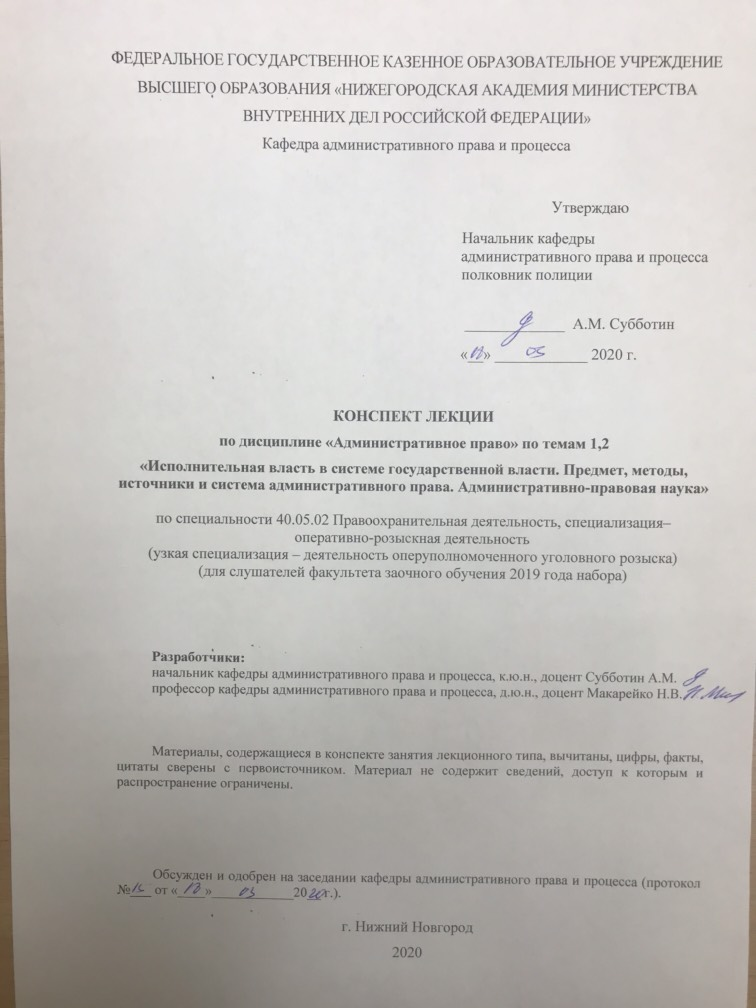 ФЕДЕРАЛЬНОЕ ГОСУДАРСТВЕННОЕ КАЗЕННОЕ ОБРАЗОВАТЕЛЬНОЕ УЧРЕЖДЕНИЕ
ВЫСШЕГО ОБРАЗОВАНИЯ «НИЖЕГОРОДСКАЯ АКАДЕМИЯ МИНИСТЕРСТВА
ВНУТРЕННИХ ДЕЛ РОССИЙСКОЙ ФЕДЕРАЦИИ»
Кафедра административного права и процесса
Утверждаю
Начальник кафедры
административного права и процесса
полковник полиции
____________ А.М. Субботин
«__» 03 2020 г.
КОНСПЕКТ ЛЕКЦИИ
по дисциплине «Административное право» по темам 1,2
«Исполнительная власть в системе государственной власти. Предмет, методы,
источники и система административного права. Административно-правовая наука»
по специальности 40.05.02 Правоохранительная деятельность, специализация–
оперативно-розыскная деятельность
(узкая специализация – деятельность оперуполномоченного уголовного розыска)
(для слушателей факультета заочного обучения 2019 года набора)
Разработчики:
начальник кафедры административного права и процесса, к.ю.н., доцент Субботин А.М.
профессор кафедры административного права и процесса, д.ю.н., доцент Макарейко Н.В.
Материалы, содержащиеся в конспекте занятия лекционного типа, вычитаны, цифры, факты,
цитаты сверены с первоисточником. Материал не содержит сведений, доступ к которым и
распространение ограничены.
Обсужден и одобрен на заседании кафедры административного права и процесса (протокол
№___ от «____» 03 2020г.).
г. Нижний Новгород
2020